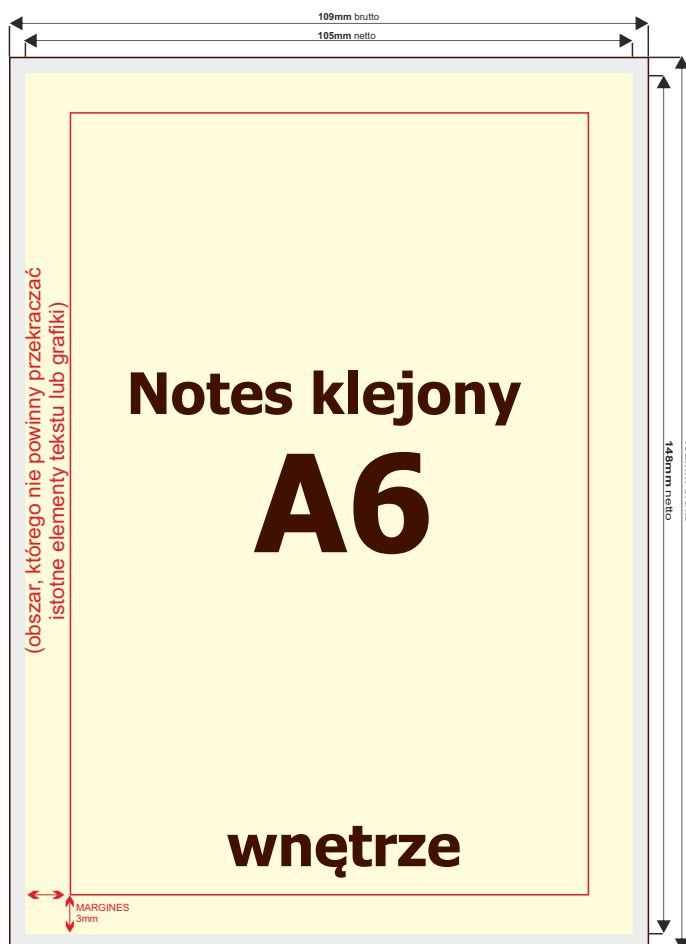 109mm brutto
105mm netto
(obszar, którego nie powinny przekraczać
istotne elementy tekstu lub grafiki)
Notes klejony
A6
148mm netto
wnętrze
MARGINES
3mm